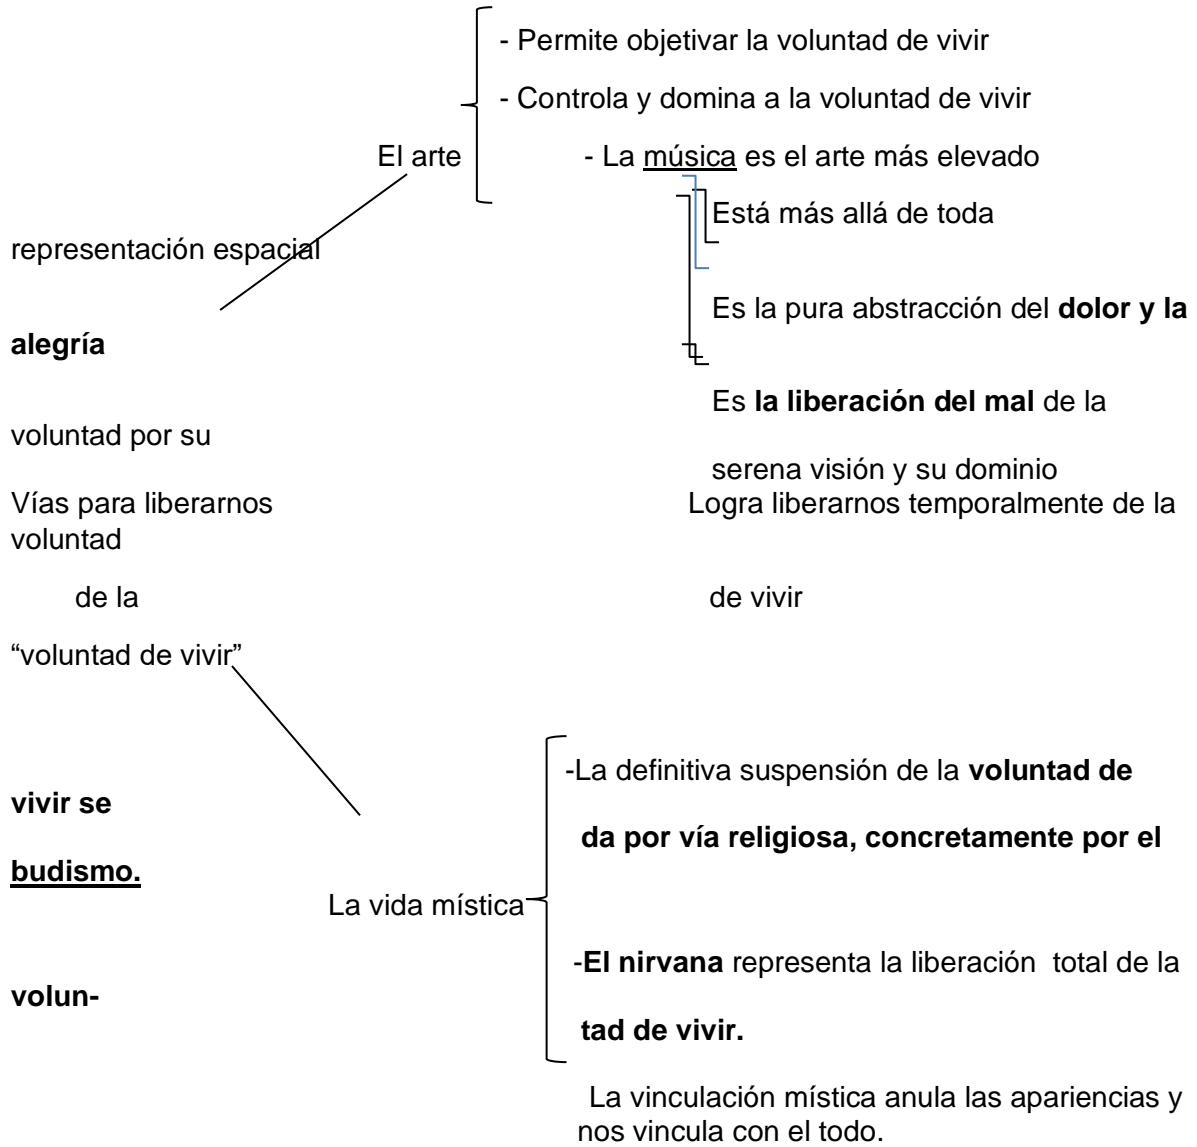 - Permite objetivar la voluntad de vivir
- Controla y domina a la voluntad de vivir
El arte - La música es el arte más elevado
Está más allá de toda
representación espacial
Es la pura abstracción del dolor y la
alegría
Es la liberación del mal de la
voluntad por su
serena visión y su dominio
Vías para liberarnos Logra liberarnos temporalmente de la
voluntad
de la de vivir
“voluntad de vivir”
-La definitiva suspensión de la voluntad de
vivir se
da por vía religiosa, concretamente por el
budismo.
La vida mística
-El nirvana representa la liberación total de la
volun-
tad de vivir.
La vinculación mística anula las apariencias y
nos vincula con el todo.